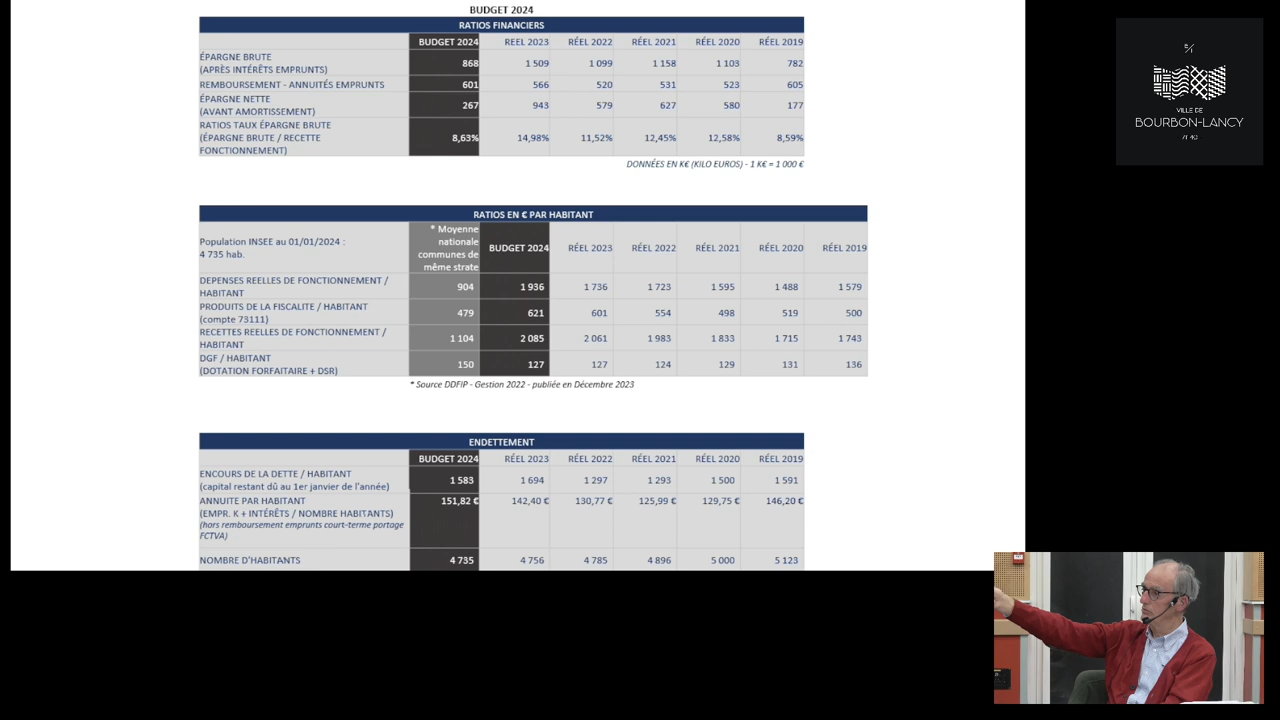 BUDGET 2024
RATIOS FINANCIERS
BUDGET 2024 REEL 2023 RÉEL 2022 RÉEL 2021 RÉEL 2020 RÉEL 2019
ÉPARGNE BRUTE
(APRÈS INTÉRÊTS EMPRUNTS) 868 1 509 1 099 1 158 1 103 782
REMBOURSEMENT - ANNUITÉS EMPRUNTS 601 566 520 531 523 605
ÉPARGNE NETTE
(AVANT AMORTISSEMENT) 267 943 579 627 580 177
RATIOS TAUX ÉPARGNE BRUTE
(ÉPARGNE BRUTE / RECETTE 8,63% 14,98% 11,52% 12,45% 12,58% 8,59%
FONCTIONNEMENT)
DONNÉES EN K€ (KILO EUROS) - 1 K€ = 1 000 €
RATIOS EN € PAR HABITANT
Population INSEE au 01/01/2024 :
4 735 hab.
* Moyenne
nationale
communes de
même strate
BUDGET 2024 RÉEL 2023 RÉEL 2022 RÉEL 2021 RÉEL 2020 RÉEL 2019
DEPENSES REELLES DE FONCTIONNEMENT /
HABITANT 904 1 936 1 736 1 723 1 595 1 488 1 579
PRODUITS DE LA FISCALITE / HABITANT
(compte 73111) 479 621 601 554 498 519 500
RECETTES REELLES DE FONCTIONNEMENT /
HABITANT 1 104 2 085 2 061 1 983 1 833 1 715 1 743
DGF / HABITANT
(DOTATION FORFAITAIRE + DSR) 150 127 127 124 129 131 136
* Source DDFIP - Gestion 2022 - publiée en Décembre 2023
ENDETTEMENT
BUDGET 2024 RÉEL 2023 RÉEL 2022 RÉEL 2021 RÉEL 2020 RÉEL 2019
ENCOURS DE LA DETTE / HABITANT
(capital restant dû au 1er janvier de l'année) 1 583 1 694 1 297 1 293 1 500 1 591
ANNUITE PAR HABITANT 151,82 € 142,40 € 130,77 € 125,99 € 129,75 € 146,20 €
(EMPR. K + INTÉRÊTS / NOMBRE HABITANTS)
(hors remboursement emprunts court-terme portage
FCTVA)
NOMBRE D'HABITANTS 4 735 4 756 4 785 4 896 5 000 5 123
VILLE DE
BOURBON-LANCY